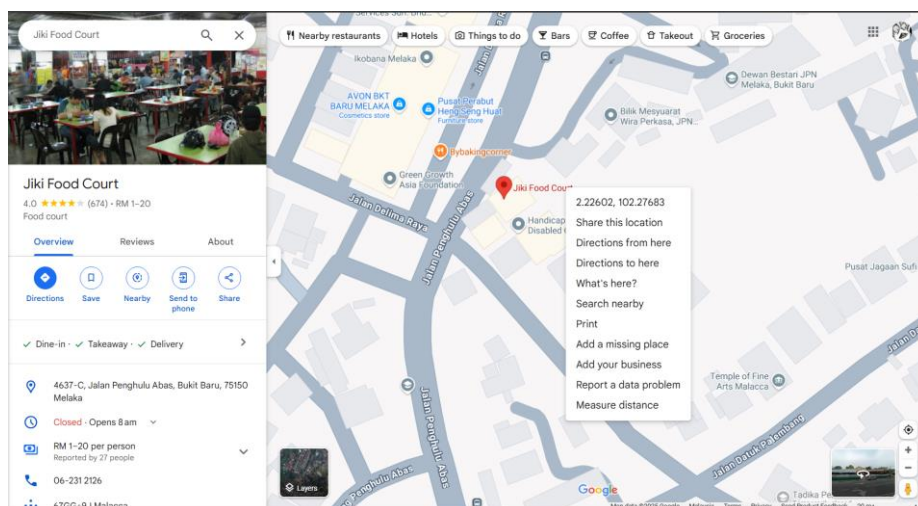 Jiki Food Court
Jiki Food Court
4.0 (674) · RM 1–20
Food court
Overview
Reviews
About
Directions
Save
Nearby
Send to
phone
Share
Dine-in · Takeaway · Delivery
4637-C, Jalan Penghulu Abas, Bukit Baru, 75150
Melaka
Closed · Opens 8 am
RM 1–20 per person
Reported by 27 people
06-231 2126
Nearby restaurants
Hotels
Things to do
Bars
Coffee
Takeout
Groceries
Ikobana Melaka
AVON BKT
BARU MELAKA
Cosmetics store
Pusat Perabut
Heng Seng Huat
Furniture store
Bybakingcorner
Green Growth
Asia Foundation
Jalan Delima Raya
Jalan Penghulu Abas
Jiki Food Court
Handicap
Disabled
Dewan Bestari JPN
Melaka, Bukit Baru
Bilik Mesyuarat
Wira Perkasa, JPN...
Pusat Jagaan Sufi
2.22602, 102.27683
Share this location
Directions from here
Directions to here
What's here?
Search nearby
Print
Add a missing place
Add your business
Report a data problem
Measure distance
Temple of Fine
Arts Malacca
Jalan Datuk Palembang
Jalan Penghulu Abas
Penghulu Abas
Jalan
Layers
Google
Tadika